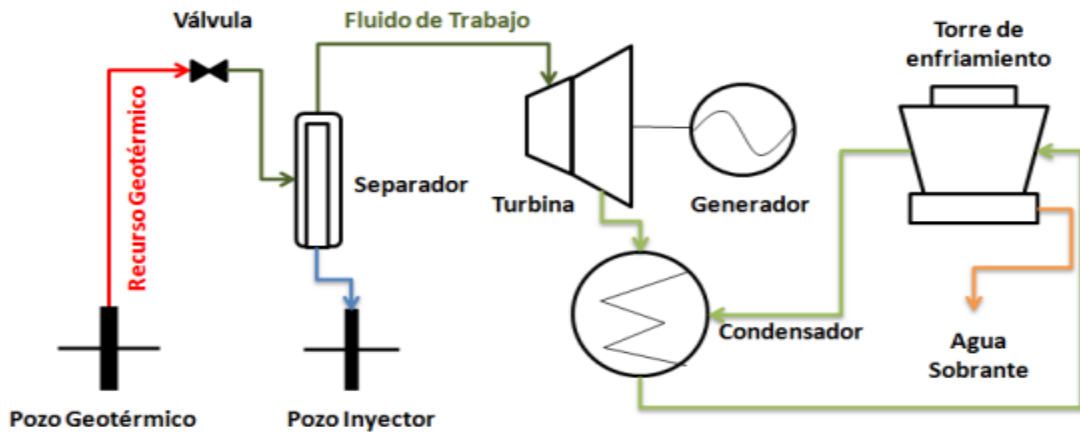 Válvula
Fluido de Trabajo
Torre de
enfriamiento
Recurso Geotérmico
Separador
Turbina
Generador
Condensador
Agua
Sobrante
Pozo Geotérmico
Pozo Inyector